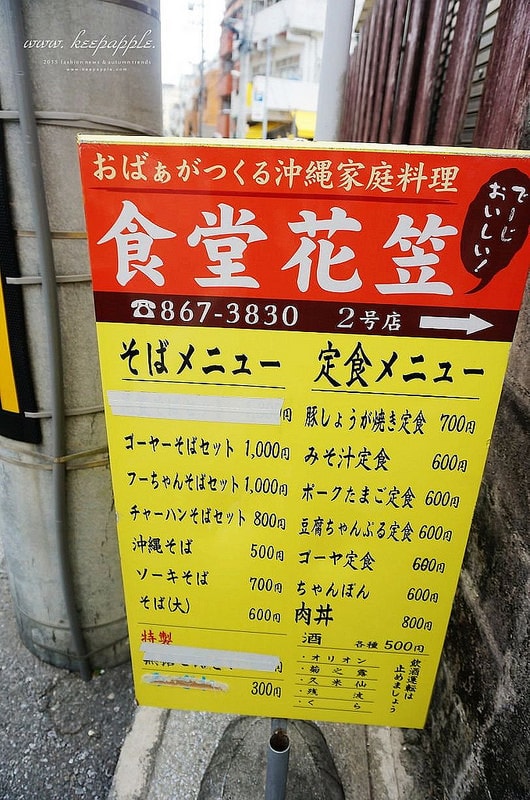 www. keepapple.
2015 fashion news & autumn trends
www.keepapple.com
おばぁがつくる沖縄家庭料理
食堂花笠
でーじ
おいしい!
☎867-3830 2号店
そばメニュー
円
ゴーヤーそばセット 1,000円
フーちゃんそばセット 1,000円
チャーハンそばセット 800円
沖縄そば 500円
ソーキそば 700円
そば(大) 600円
特製
300円
定食メニュー
豚しょうが焼き定食 700円
みそ汁定食 600円
ポークたまご定食 600円
豆腐ちゃんぷる定食 600円
ゴーヤ定食 600円
ちゃんぽん 600円
肉丼 800円
酒 各種 500円
・オリオン
・菊之露
・久米仙
・残波
・くら
飲酒運転は
止めましょう